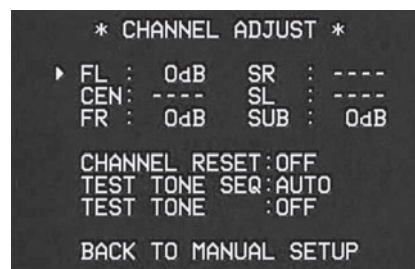 * CHANNEL ADJUST *
FL : 0dB SR : ----
CEN: ---- SL : ----
FR : 0dB SUB : 0dB
CHANNEL RESET:OFF
TEST TONE SEQ:AUTO
TEST TONE :OFF
BACK TO MANUAL SETUP